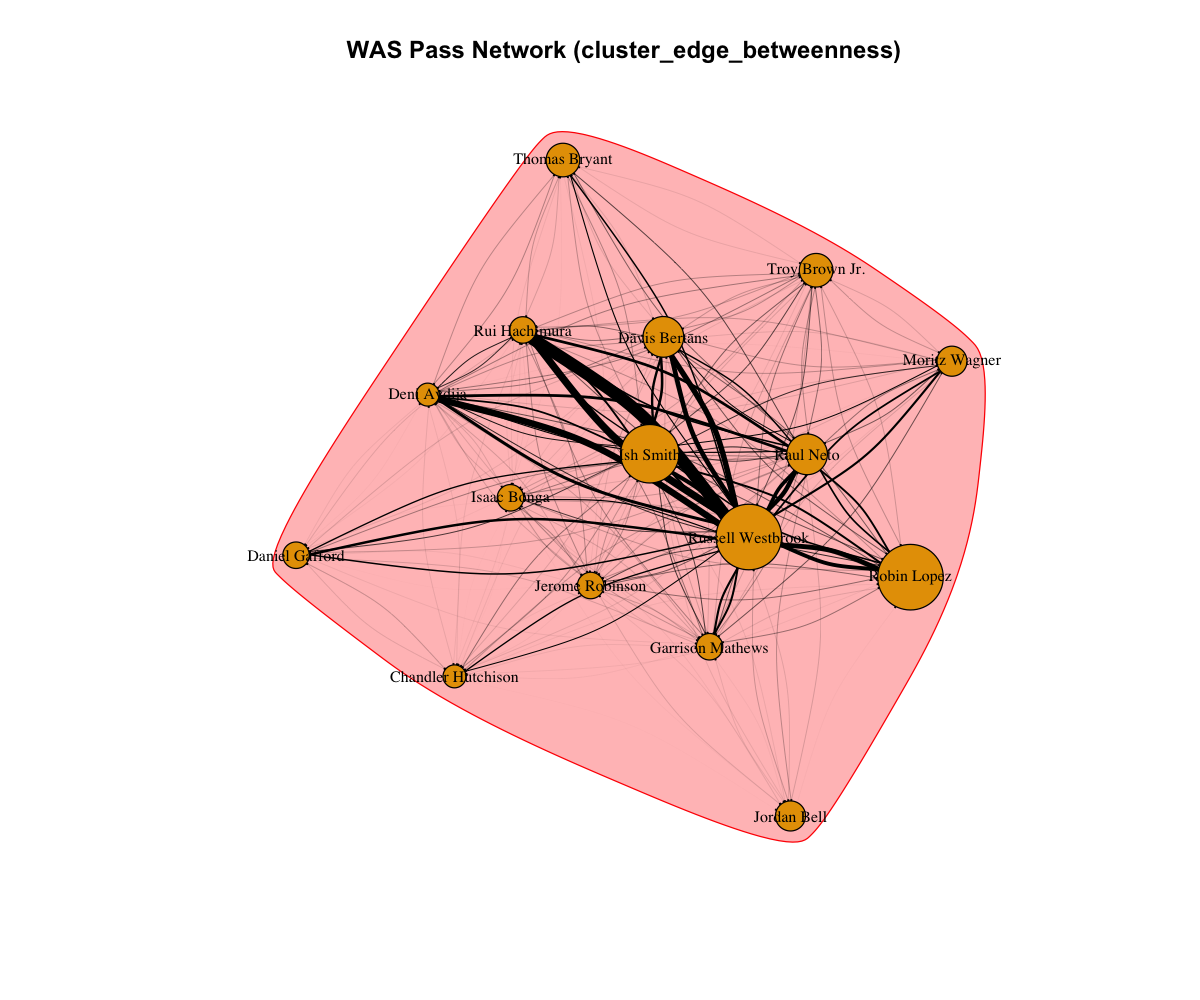 WAS Pass Network (cluster_edge_betweenness)
Thomas Bryant
Troy Brown Jr.
Rui Hachimura
Dāvis Bertāns
Moritz Wagner
Deni Avdija
Ish Smith
Raul Neto
Isaac Bonga
Russell Westbrook
Daniel Gafford
Robin Lopez
Jerome Robinson
Garrison Mathews
Chandler Hutchison
Jordan Bell